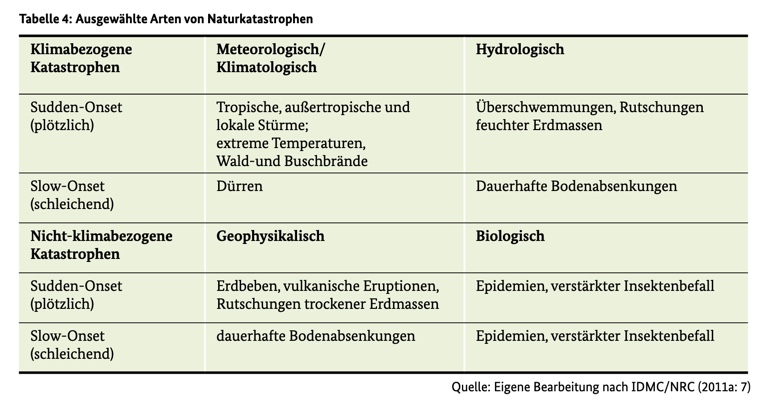 Tabelle 4: Ausgewählte Arten von Naturkatastrophen
Klimabezogene
Katastrophen
Meteorologisch/
Klimatologisch
Hydrologisch
Sudden-Onset
(plötzlich)
Tropische, außertropische und
lokale Stürme;
extreme Temperaturen,
Wald-und Buschbrände
Überschwemmungen, Rutschungen
feuchter Erdmassen
Slow-Onset
(schleichend)
Dürren
Dauerhafte Bodenabsenkungen
Nicht-klimabezogene
Katastrophen
Geophysikalisch
Biologisch
Sudden-Onset
(plötzlich)
Erdbeben, vulkanische Eruptionen,
Rutschungen trockener Erdmassen
Epidemien, verstärkter Insektenbefall
Slow-Onset
(schleichend)
dauerhafte Bodenabsenkungen
Epidemien, verstärkter Insektenbefall
Quelle: Eigene Bearbeitung nach IDMC/NRC (2011a: 7)